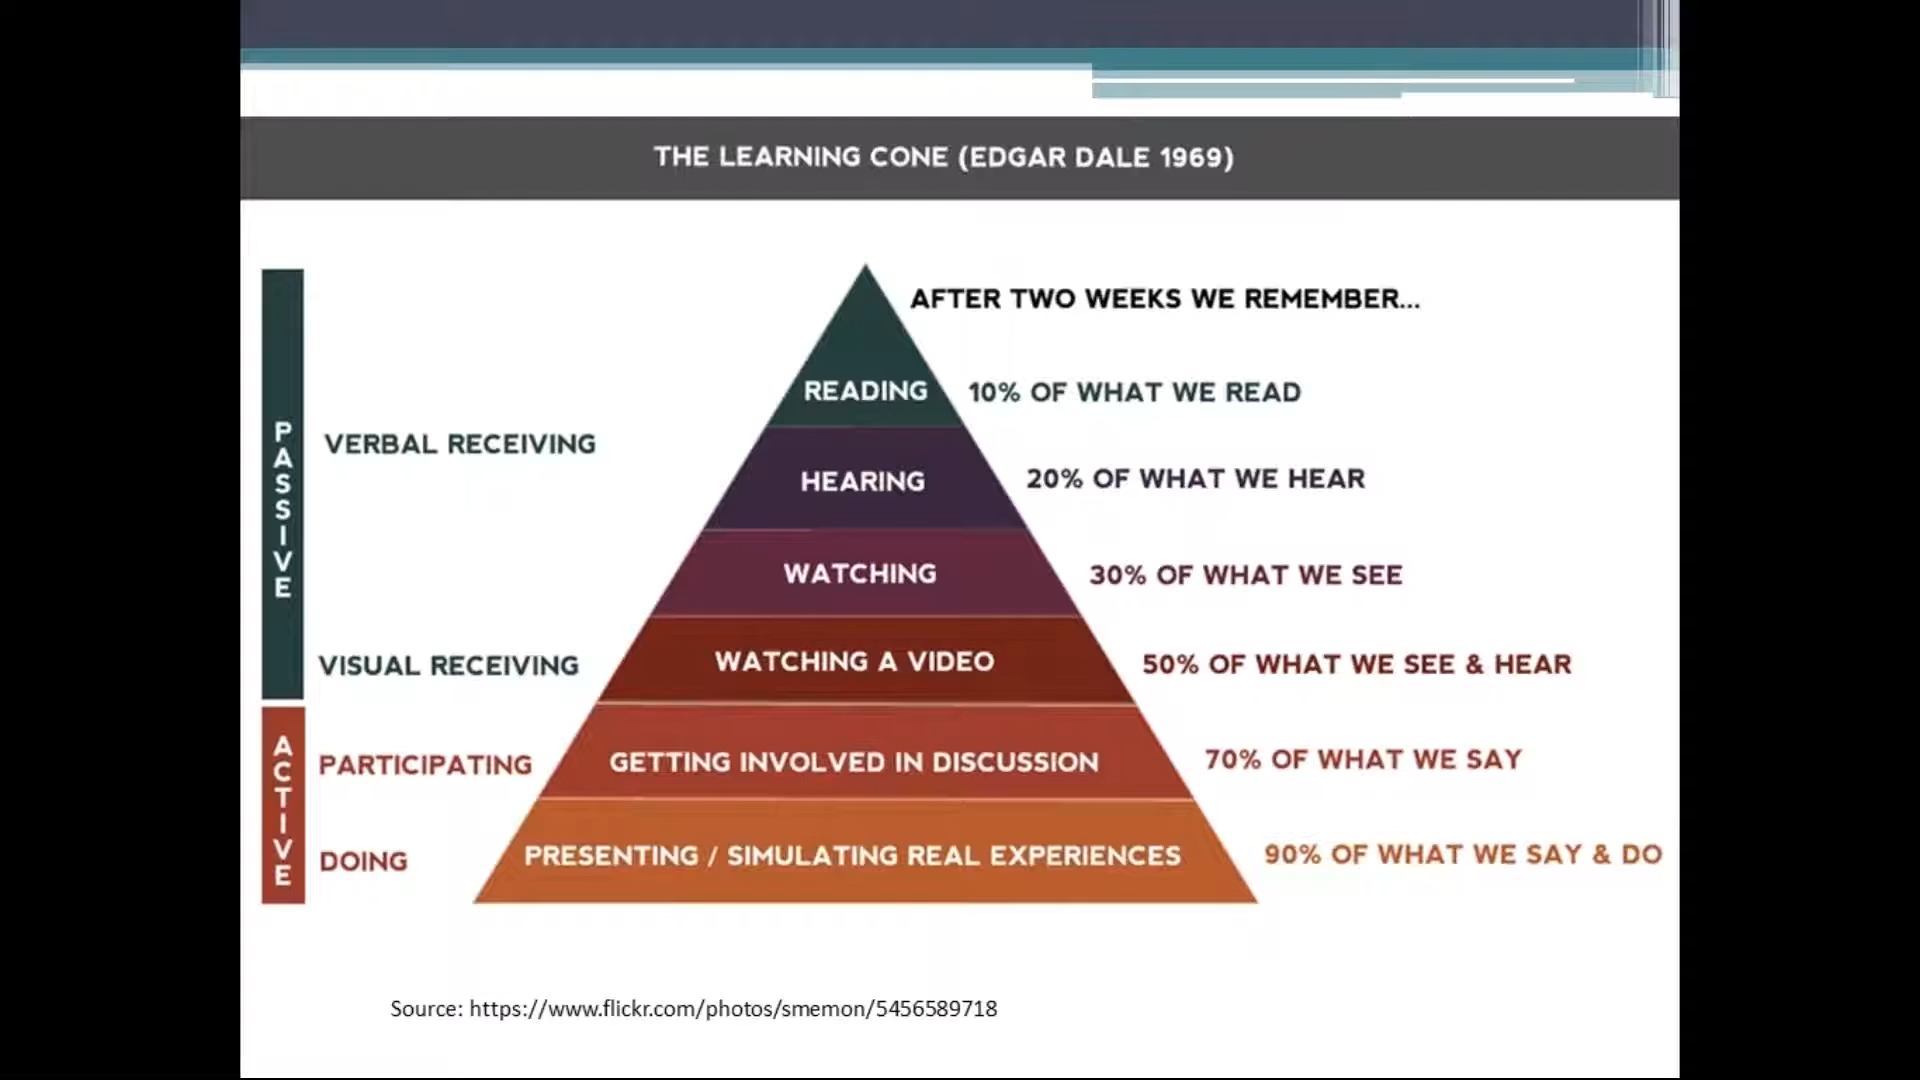 THE LEARNING CONE (EDGAR DALE 1969)
AFTER TWO WEEKS WE REMEMBER...
PASSIVE
VERBAL RECEIVING
READING
10% OF WHAT WE READ
HEARING
20% OF WHAT WE HEAR
WATCHING
30% OF WHAT WE SEE
VISUAL RECEIVING
WATCHING A VIDEO
50% OF WHAT WE SEE & HEAR
ACTIVE
PARTICIPATING
GETTING INVOLVED IN DISCUSSION
70% OF WHAT WE SAY
DOING
PRESENTING / SIMULATING REAL EXPERIENCES
90% OF WHAT WE SAY & DO
Source: https://www.flickr.com/photos/smemon/5456589718